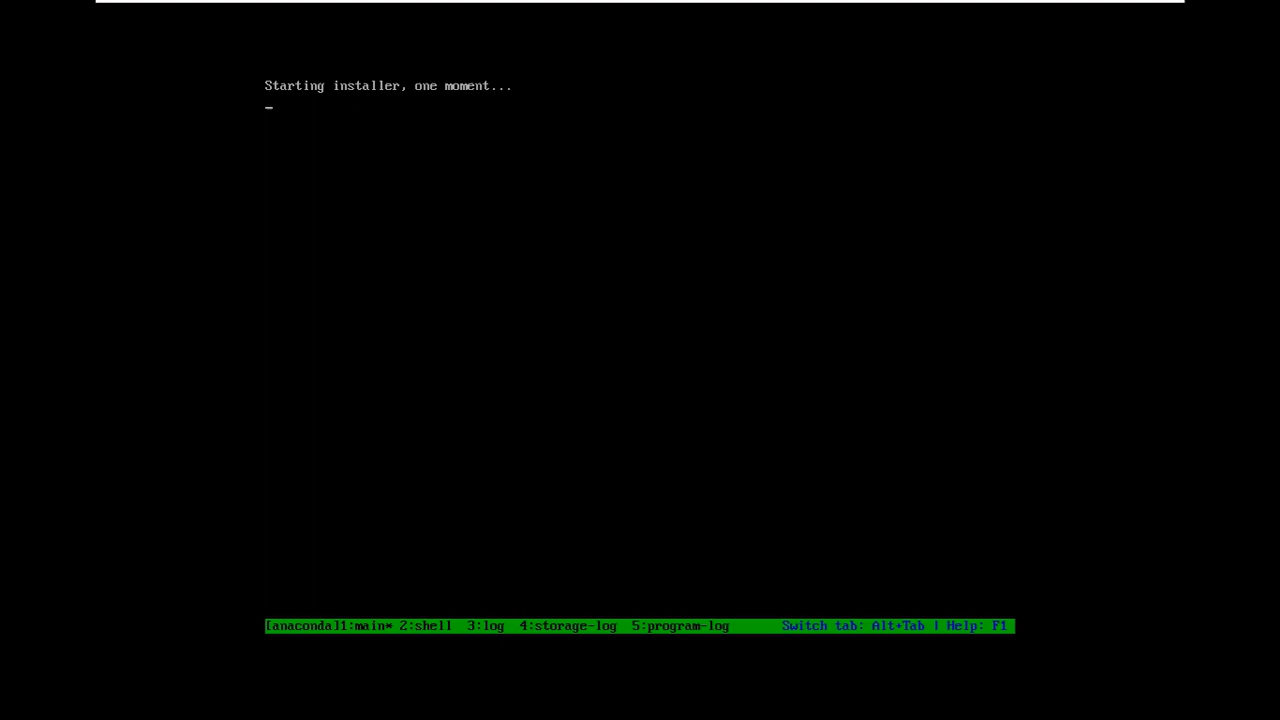 Starting installer, one moment...
[anaconda]1:main* 2:shell  3:log  4:storage-log  5:program-log       Switch tab: Alt+Tab | Help: F1